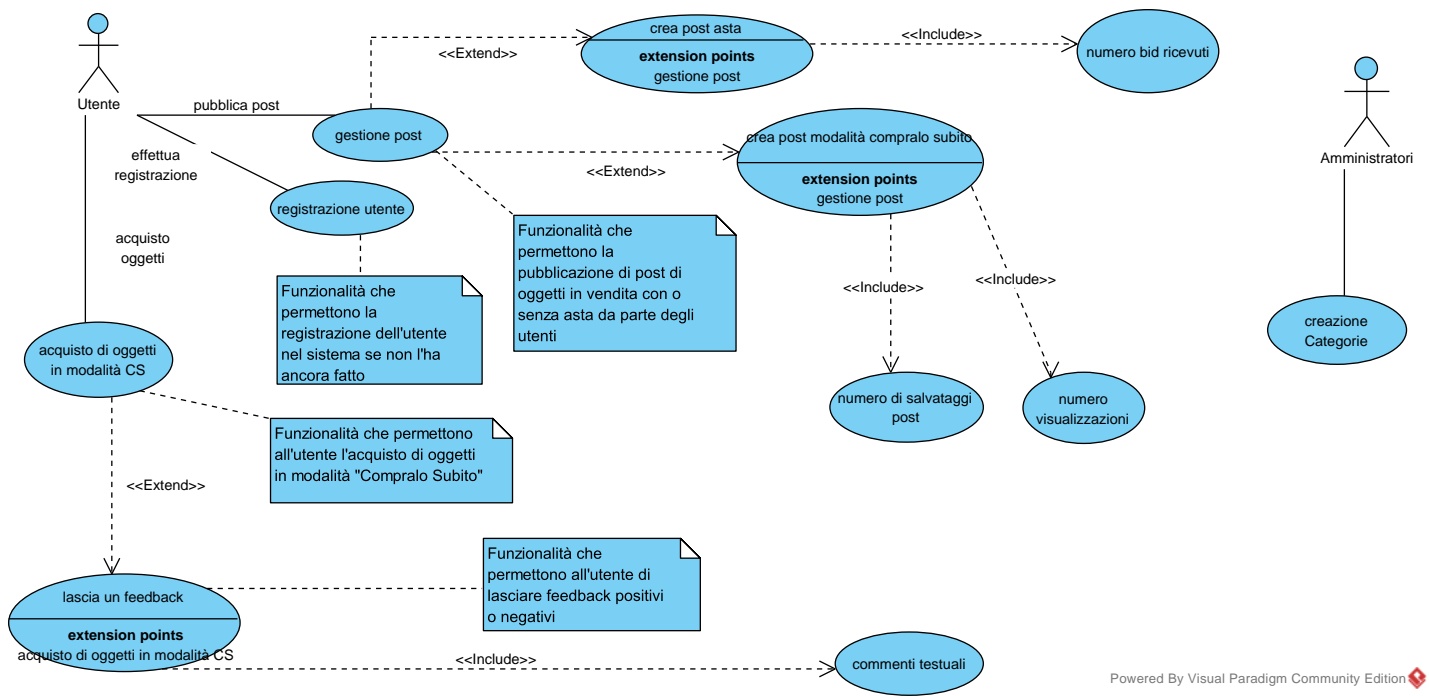 crea post asta
extension points
gestione post
<<Extend>>
<<Include>>
numero bid ricevuti
Utente
pubblica post
gestione post
effettua
registrazione
registrazione utente
acquisto
oggetti
crea post modalità compralo subito
extension points
gestione post
<<Extend>>
Amministratori
Funzionalità che
permettono la
pubblicazione di post di
oggetti in vendita con o
senza asta da parte degli
utenti
Funzionalità che
permettono la
registrazione dell'utente
nel sistema se non l'ha
ancora fatto
<<Include>>
<<Include>>
creazione
Categorie
acquisto di oggetti
in modalità CS
numero di salvataggi
post
numero
visualizzazioni
Funzionalità che permettono
all'utente l'acquisto di oggetti
in modalità "Compralo Subito"
<<Extend>>
Funzionalità che
permettono all'utente di
lasciare feedback positivi
o negativi
lascia un feedback
extension points
acquisto di oggetti in modalità CS
<<Include>>
commenti testuali
Powered By Visual Paradigm Community Edition